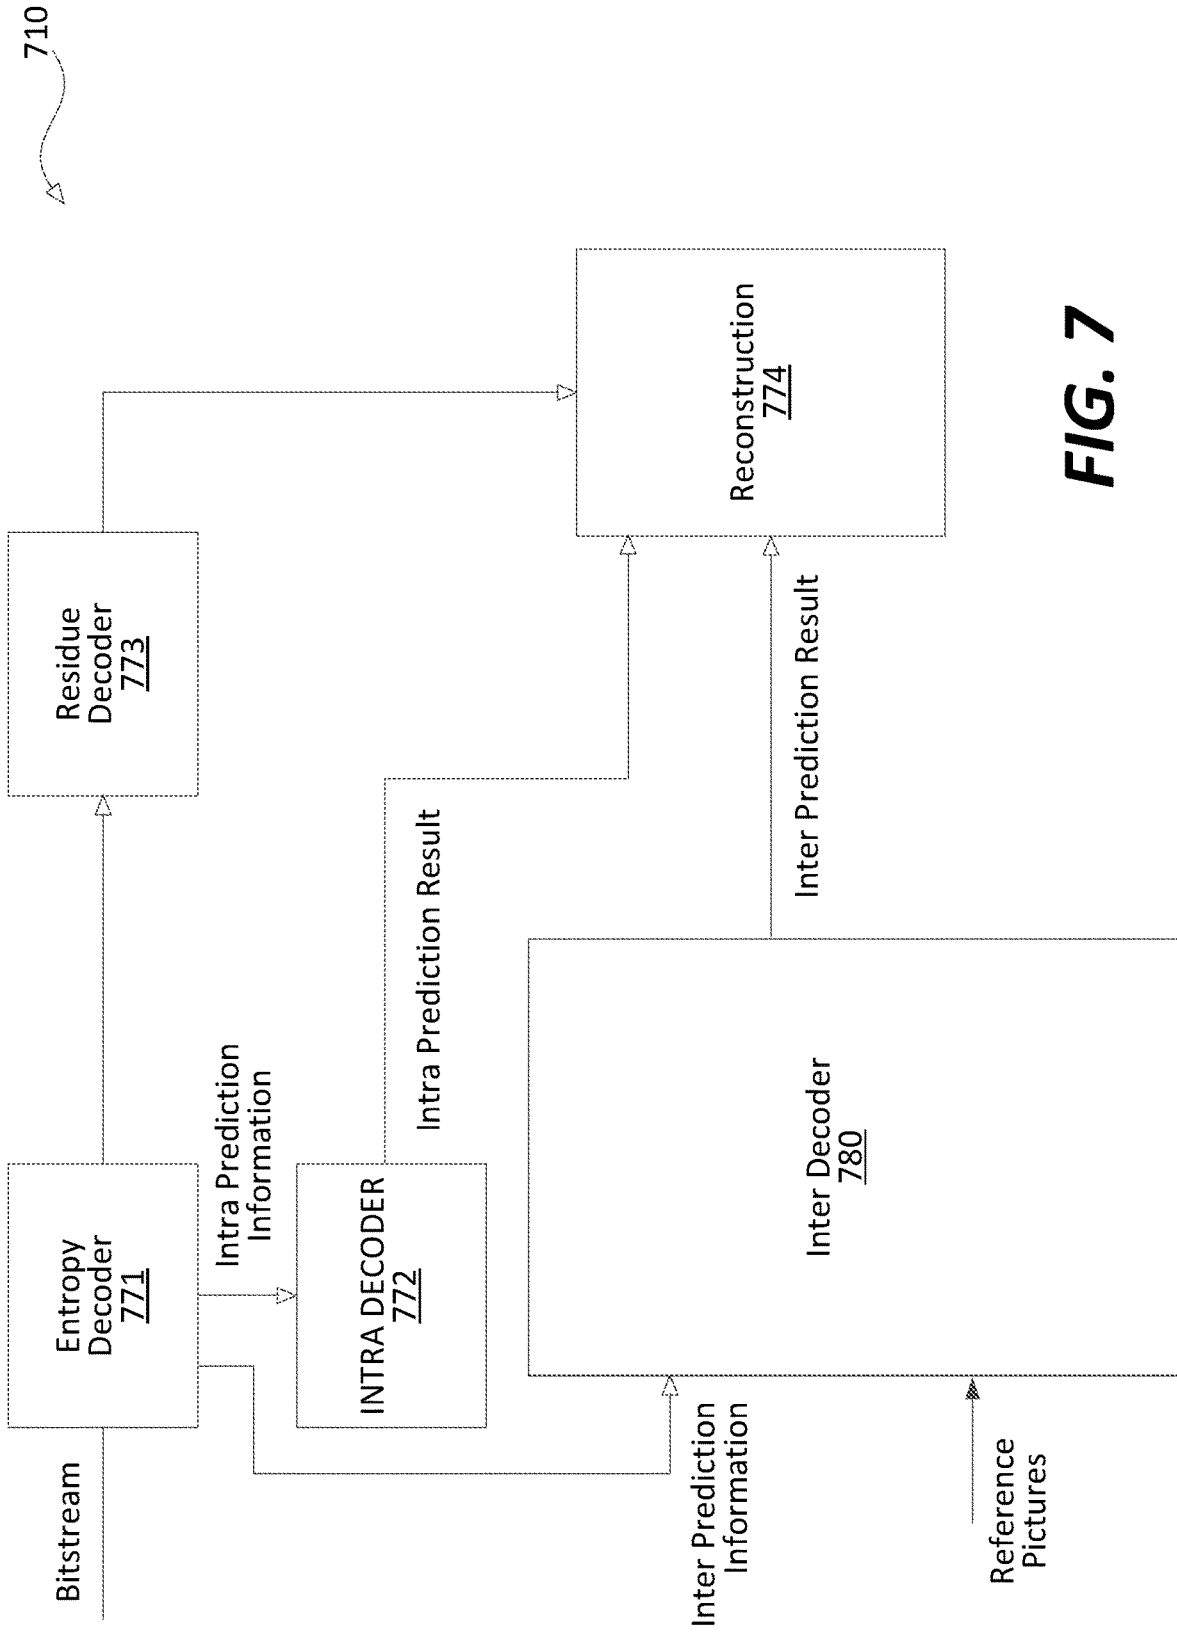 710
Bitstream
Entropy
Decoder
771
Residue
Decoder
773
Intra Prediction
Information
INTRA DECODER
772
Intra Prediction Result
Reconstruction
774
Inter Prediction
Information
Inter Decoder
780
Inter Prediction Result
Reference
Pictures
FIG. 7